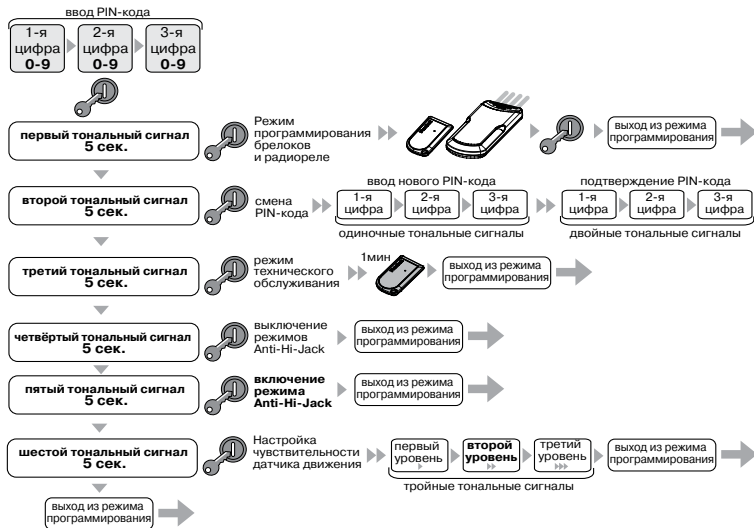 ввод PIN-кода
1-я
цифра
0-9
2-я
цифра
0-9
3-я
цифра
0-9
первый тональный сигнал
5 сек.
Режим
программирования
брелоков
и радиореле
выход из режима
программирования
второй тональный сигнал
5 сек.
смена
PIN-кода
ввод нового PIN-кода
1-я
цифра
2-я
цифра
3-я
цифра
одиночные тональные сигналы
подтверждение PIN-кода
1-я
цифра
2-я
цифра
3-я
цифра
двойные тональные сигналы
третий тональный сигнал
5 сек.
режим
технического
обслуживания
1мин
выход из режима
программирования
четвёртый тональный сигнал
5 сек.
выключение
режимов
Anti-Hi-Jack
выход из режима
программирования
пятый тональный сигнал
5 сек.
включение
режима
Anti-Hi-Jack
выход из режима
программирования
шестой тональный сигнал
5 сек.
Настройка
чувствительности
датчика движения
первый
уровень
второй
уровень
третий
уровень
тройные тональные сигналы
выход из режима
программирования
выход из режима
программирования